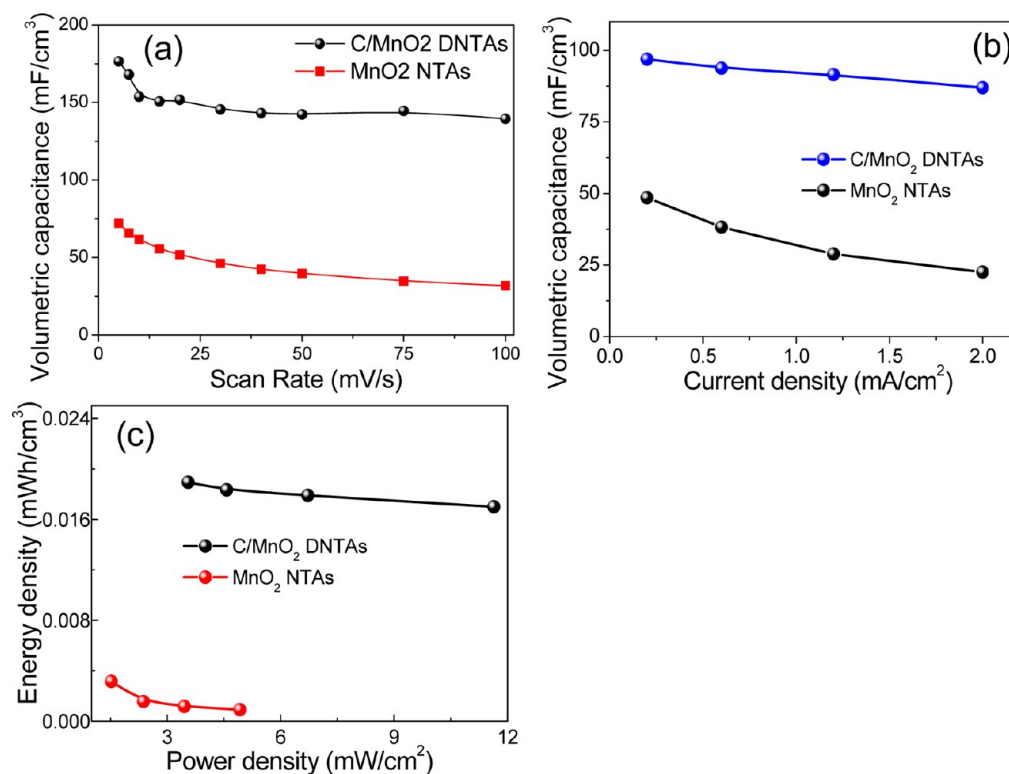 (a)
C/MnO2 DNTAs
MnO2 NTAs
Volumetric capacitance (mF/cm³)
200
150
100
50
0
0 25 50 75 100
Scan Rate (mV/s)
(b)
C/MnO₂ DNTAs
MnO₂ NTAs
Volumetric capacitance (mF/cm³)
100
75
50
25
0
0.0 0.5 1.0 1.5 2.0
Current density (mA/cm²)
(c)
C/MnO₂ DNTAs
MnO₂ NTAs
Energy density (mWh/cm³)
0.024
0.016
0.008
0.000
3 6 9 12
Power density (mW/cm²)